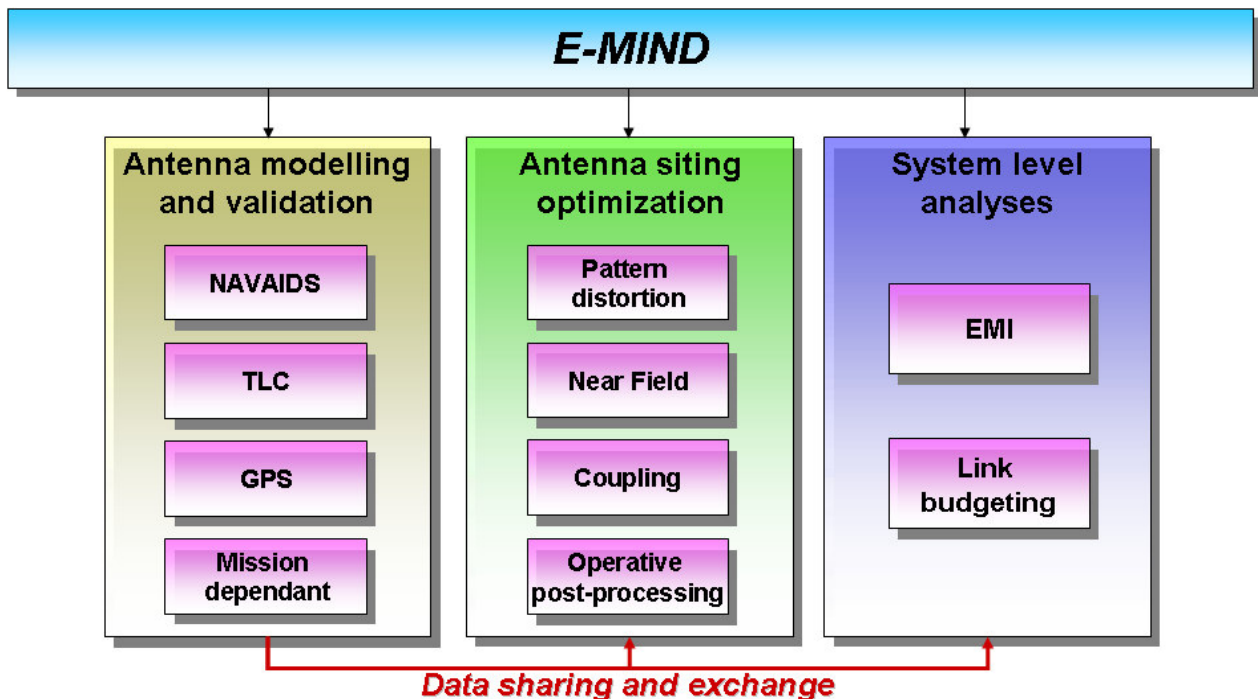 E-MIND
Antenna modelling
and validation
NAVAIDS
TLC
GPS
Mission
dependant
Antenna siting
optimization
Pattern
distortion
Near Field
Coupling
Operative
post-processing
System level
analyses
EMI
Link
budgeting
Data sharing and exchange